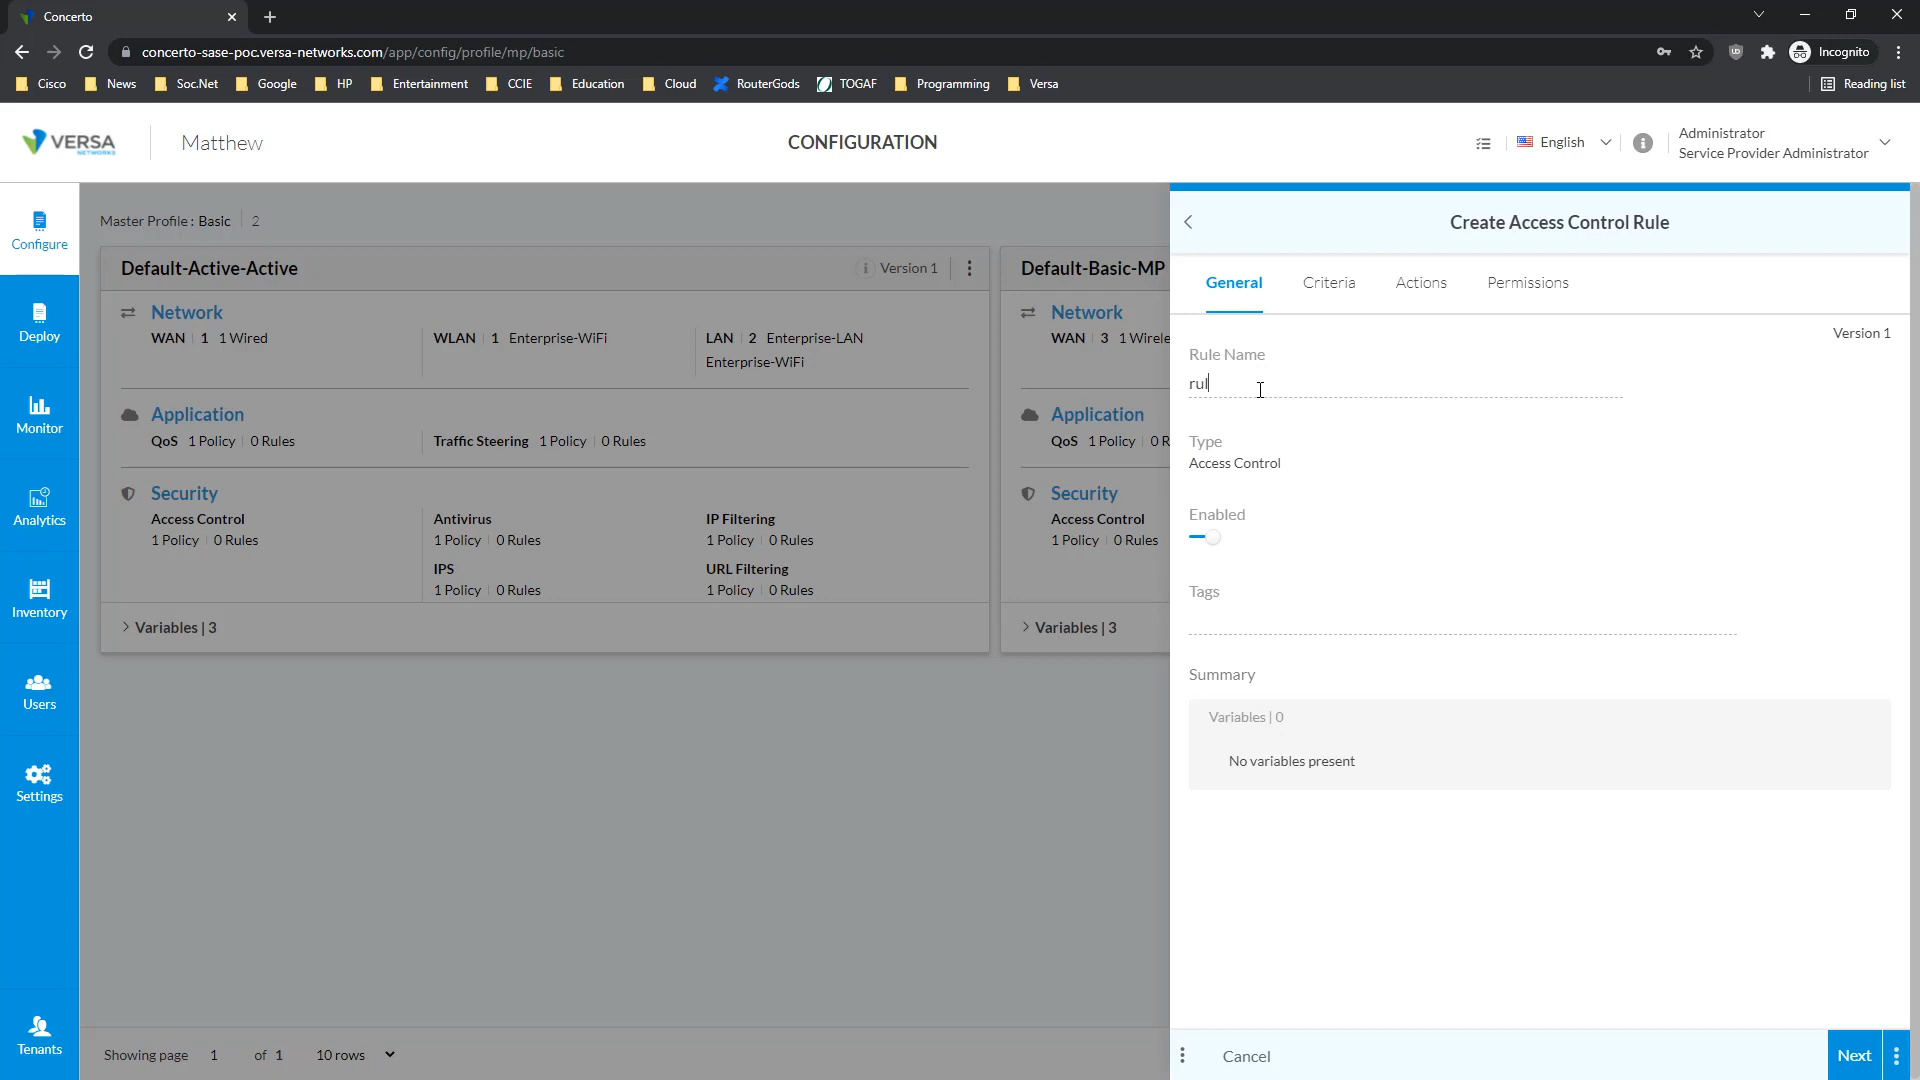 Concerto
concerto-sase-poc.versa-networks.com/app/config/profile/mp/basic
Incognito
Cisco News Soc.Net Google HP Entertainment CCIE Education Cloud RouterGods TOGAF Programming Versa Reading list
VERSA NETWORKS Matthew CONFIGURATION English Administrator
Service Provider Administrator
Configure
Deploy
Monitor
Analytics
Inventory
Users
Settings
Tenants
Master Profile : Basic 2
Default-Active-Active Version 1
Network
WAN 1 1 Wired WLAN 1 Enterprise-WiFi LAN 2 Enterprise-LAN
Enterprise-WiFi
Application
QoS 1 Policy 0 Rules Traffic Steering 1 Policy 0 Rules
Security
Access Control Antivirus IP Filtering
1 Policy 0 Rules 1 Policy 0 Rules 1 Policy 0 Rules
IPS URL Filtering
1 Policy 0 Rules 1 Policy 0 Rules
Variables | 3
Default-Basic-MP
Network
WAN 3 1 Wirele
Application
QoS 1 Policy 0 R
Security
Access Control
1 Policy 0 Rules
Variables | 3
Showing page 1 of 1 10 rows
Create Access Control Rule
General Criteria Actions Permissions
Version 1
Rule Name
rul
Type
Access Control
Enabled
Tags
Summary
Variables | 0
No variables present
Cancel Next